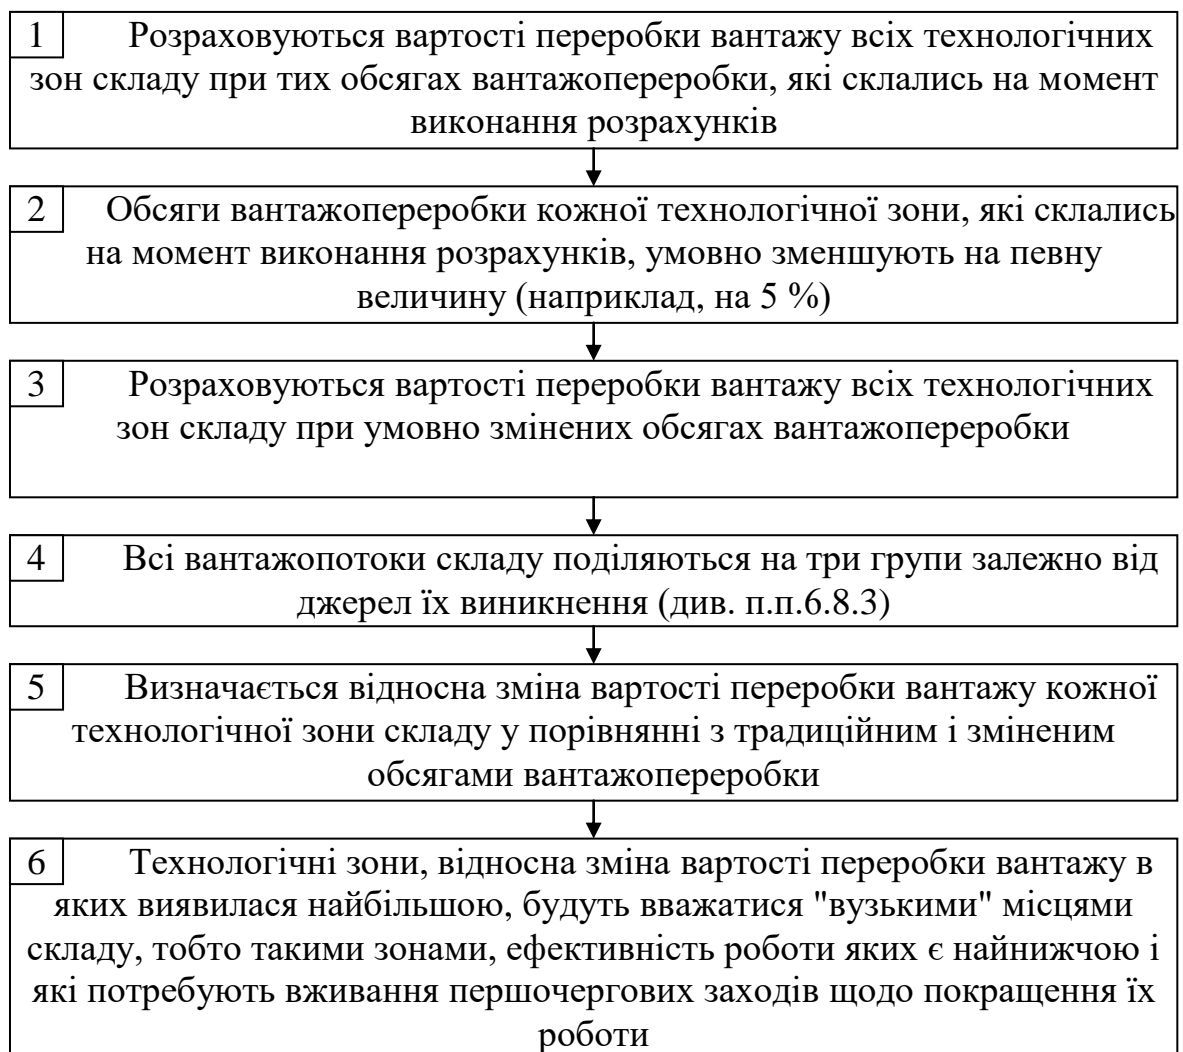 1 Розраховуються вартості переробки вантажу всіх технологічних
зон складу при тих обсягах вантажопереробки, які склались на момент
виконання розрахунків
2 Обсяги вантажопереробки кожної технологічної зони, які склались
на момент виконання розрахунків, умовно зменшують на певну
величину (наприклад, на 5 %)
3 Розраховуються вартості переробки вантажу всіх технологічних
зон складу при умовно змінених обсягах вантажопереробки
4 Всі вантажопотоки складу поділяються на три групи залежно від
джерел їх виникнення (див. п.п.6.8.3)
5 Визначається відносна зміна вартості переробки вантажу кожної
технологічної зони складу у порівнянні з традиційним і зміненим
обсягами вантажопереробки
6 Технологічні зони, відносна зміна вартості переробки вантажу в
яких виявилася найбільшою, будуть вважатися "вузькими" місцями
складу, тобто такими зонами, ефективність роботи яких є найнижчою і
які потребують вживання першочергових заходів щодо покращення їх
роботи